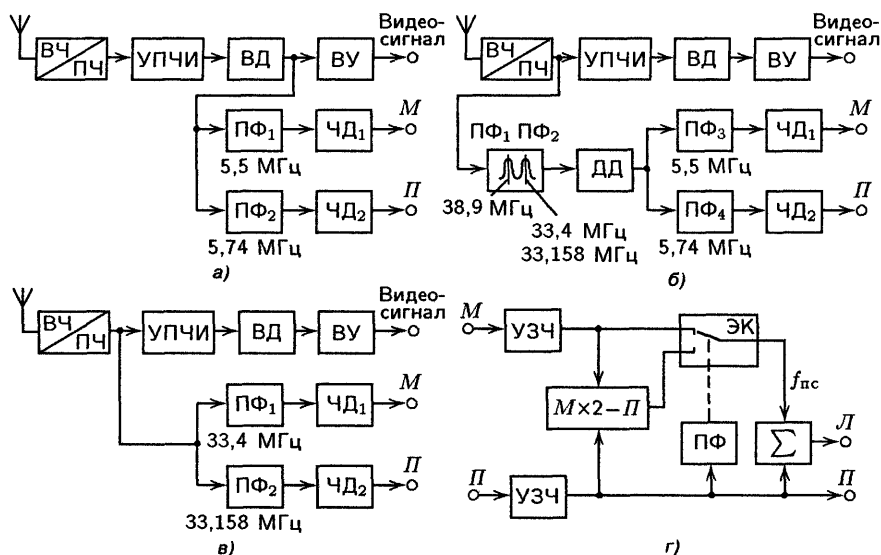 Видео-
сигнал
ВЧ
ПЧ
УПЧИ
ВД
ВУ
М
ПФ₁
ЧД₁
5,5 МГц
П
ПФ₂
ЧД₂
5,74 МГц
а)
Видео-
сигнал
ВЧ
ПЧ
УПЧИ
ВД
ВУ
М
ПФ₁ ПФ₂
ПФ₃
ЧД₁
5,5 МГц
ДД
38,9 МГц
П
33,4 МГц
33,158 МГц
ПФ₄
ЧД₂
5,74 МГц
б)
Видео-
сигнал
ВЧ
ПЧ
УПЧИ
ВД
ВУ
М
ПФ₁
ЧД₁
33,4 МГц
П
ПФ₂
ЧД₂
33,158 МГц
в)
М
УЗЧ
ЭК
fпс
М×2−П
ПФ
∑
Л
П
УЗЧ
П
г)